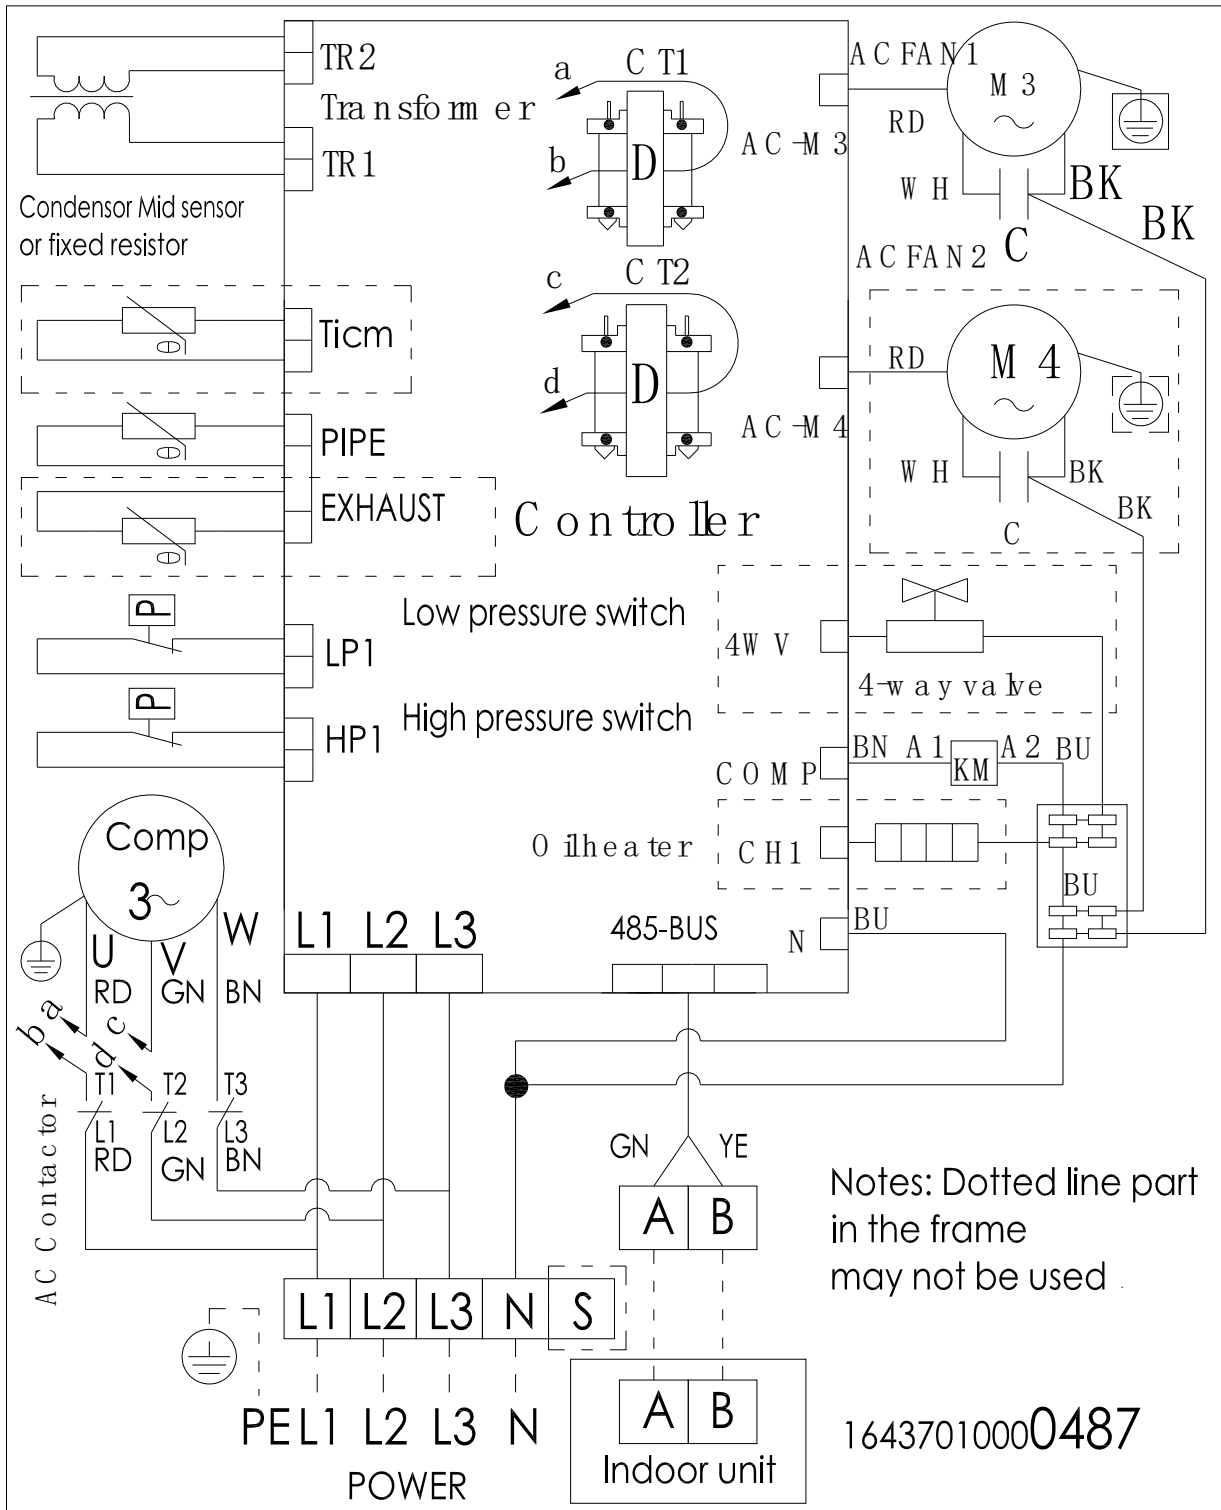 TR2
Transformer
TR1
Condensor Mid sensor
or fixed resistor
Ticm
PIPE
EXHAUST
P
LP1
Low pressure switch
P
HP1
High pressure switch
a
CT1
b
D
c
CT2
d
D
Controller
AC FAN1
M3
RD
AC-M3
WH
BK
BK
C
AC FAN2
M4
RD
AC-M4
WH
BK
BK
C
4WV
4-way valve
COMP
BN A1 KM A2 BU
Oil heater
CH1
BU
N
BU
Comp
3
U
V
W
RD GN BN
b a
c
d
T1 T2 T3
L1 L2 L3
RD GN BN
AC Contactor
L1 L2 L3
485-BUS
GN YE
A B
L1 L2 L3 N S
PE L1 L2 L3 N
POWER
A B
Indoor unit
Notes: Dotted line part
in the frame
may not be used .
16437010000487